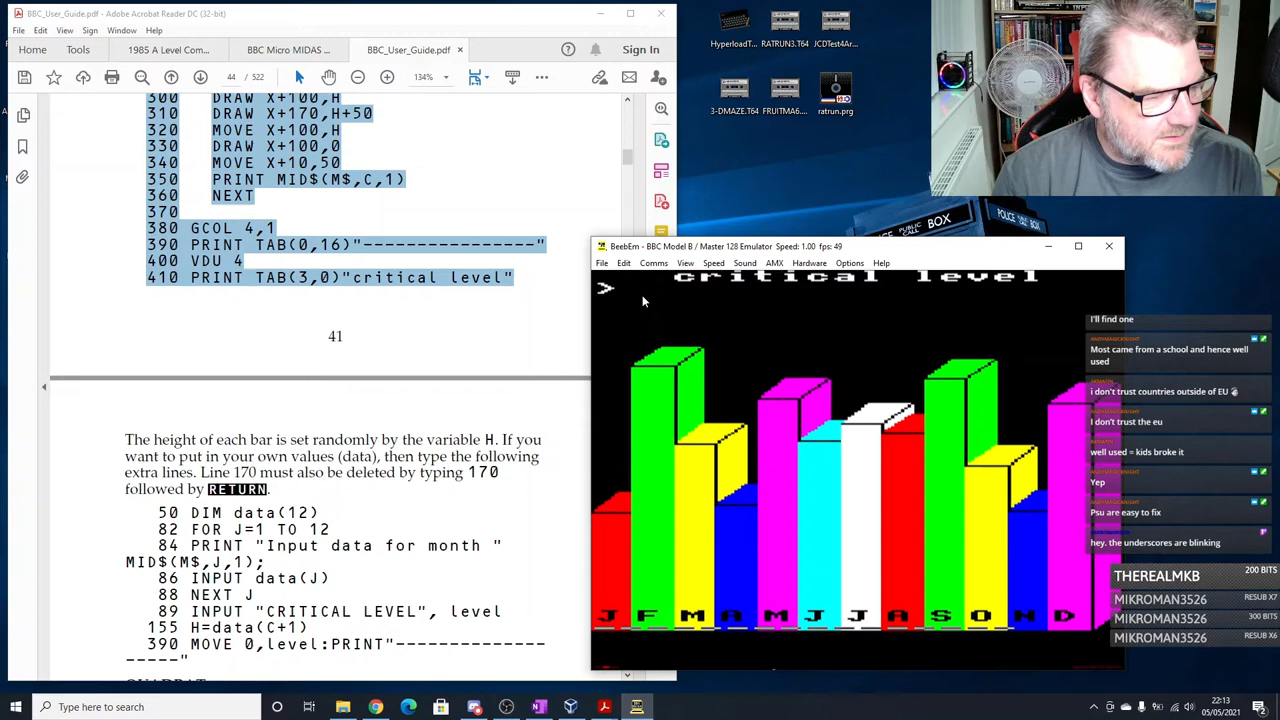 BBC_User_Guide.pdf - Adobe Acrobat Reader DC (32-bit)
File Edit View Sign Window Help
Home Tools 1985 A Level Com... BBC Micro MIDAS ... BBC_User_Guide.pdf × Sign In
44 / 522 134%
300 DRAW X+100,H
310 DRAW X+170,H+50
320 MOVE X+100,H
330 DRAW X+100,0
340 MOVE X+10,50
350 PRINT MID$(M$,C,1)
360 NEXT
370
380 GCOL 4,1
390 PRINT TAB(0,16)"-----------------"
400 VDU 4
410 PRINT TAB(3,0)"critical level"
41
The height of each bar is set randomly by the variable H. If you
want to put in your own values (data), then type the following
extra lines. Line 170 must also be deleted by typing 170
followed by RETURN.
50 DIM data(12)
82 FOR J=1 TO 12
84 PRINT "Input data for month "
MID$(M$,J,1);
86 INPUT data(J)
88 NEXT J
89 INPUT "CRITICAL LEVEL", level
155 H=data(C+1)
390 MOVE 0,level:PRINT"----------------
-----"
HyperloadT... RATRUN3.T64 JCDTest4Ar...
3-DMAZE.T64 FRUITMA6.... ratrun.prg
POLICE PUBLIC CALL BOX
BeebEm - BBC Model B / Master 128 Emulator Speed: 1.00 fps: 49
File Edit Comms View Speed Sound AMX Hardware Options Help
critical level
>
J F M A M J J A S O N D
I'll find one
ANDYMAGICKNIGHT
Most came from a school and hence well
used
i don't trust countries outside of EU
ANDYMAGICKNIGHT
I don't trust the eu
ANDYMAGICKNIGHT
well used = kids broke it
ANDYMAGICKNIGHT
Yep
ANDYMAGICKNIGHT
Psu are easy to fix
hey. the underscores are blinking
THEREALMKB 200 BITS
MIKROMAN3526 RESUB X7
MIKROMAN3526 300 BITS
MIKROMAN3526 RESUB X6
Type here to search
22:13
05/05/2021
2